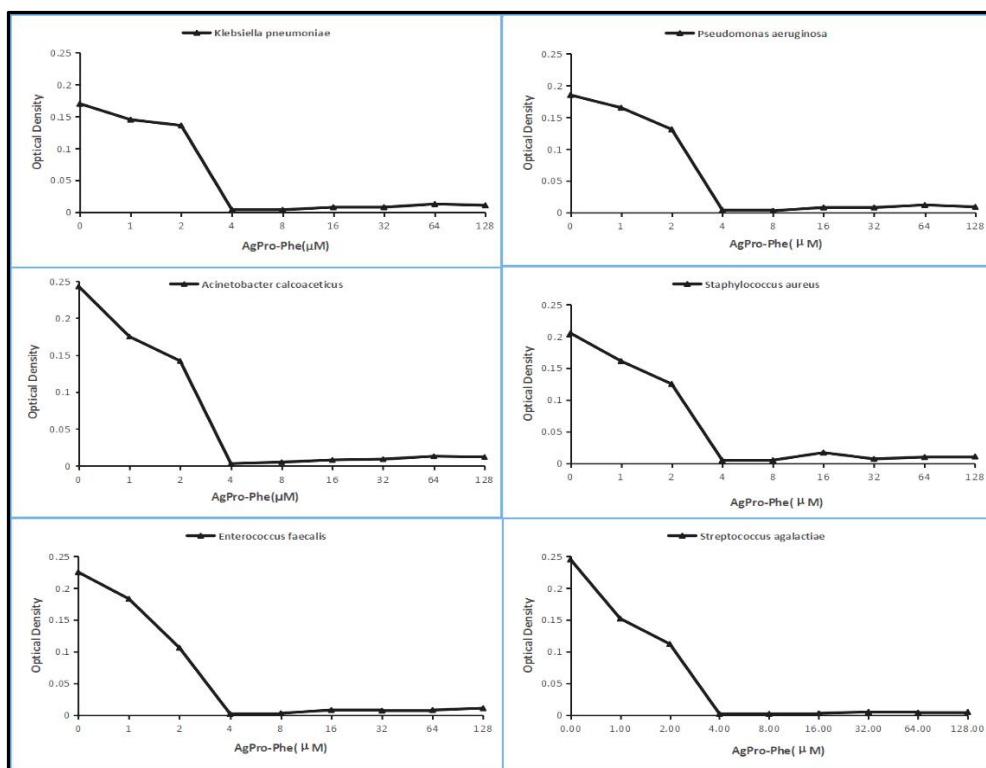 Klebsiella pneumoniae
0.25
0.2
0.15
0.1
0.05
0
Optical Density
0 1 2 4 8 16 32 64 128
AgPro-Phe(μM)
Pseudomonas aeruginosa
0.25
0.2
0.15
0.1
0.05
0
Optical Density
0 1 2 4 8 16 32 64 128
AgPro-Phe( μ M)
Acinetobacter calcoaceticus
0.25
0.2
0.15
0.1
0.05
0
Optical Density
0 1 2 4 8 16 32 64 128
AgPro-Phe(μM)
Staphylococcus aureus
0.25
0.2
0.15
0.1
0.05
0
Optical Density
0 1 2 4 8 16 32 64 128
AgPro-Phe( μ M)
Enterococcus faecalis
0.25
0.2
0.15
0.1
0.05
0
Optical Density
0 1 2 4 8 16 32 64 128
AgPro-Phe( μ M)
Streptococcus agalactiae
0.25
0.2
0.15
0.1
0.05
0
Optical Density
0.00 1.00 2.00 4.00 8.00 16.00 32.00 64.00 128.00
AgPro-Phe( μ M)